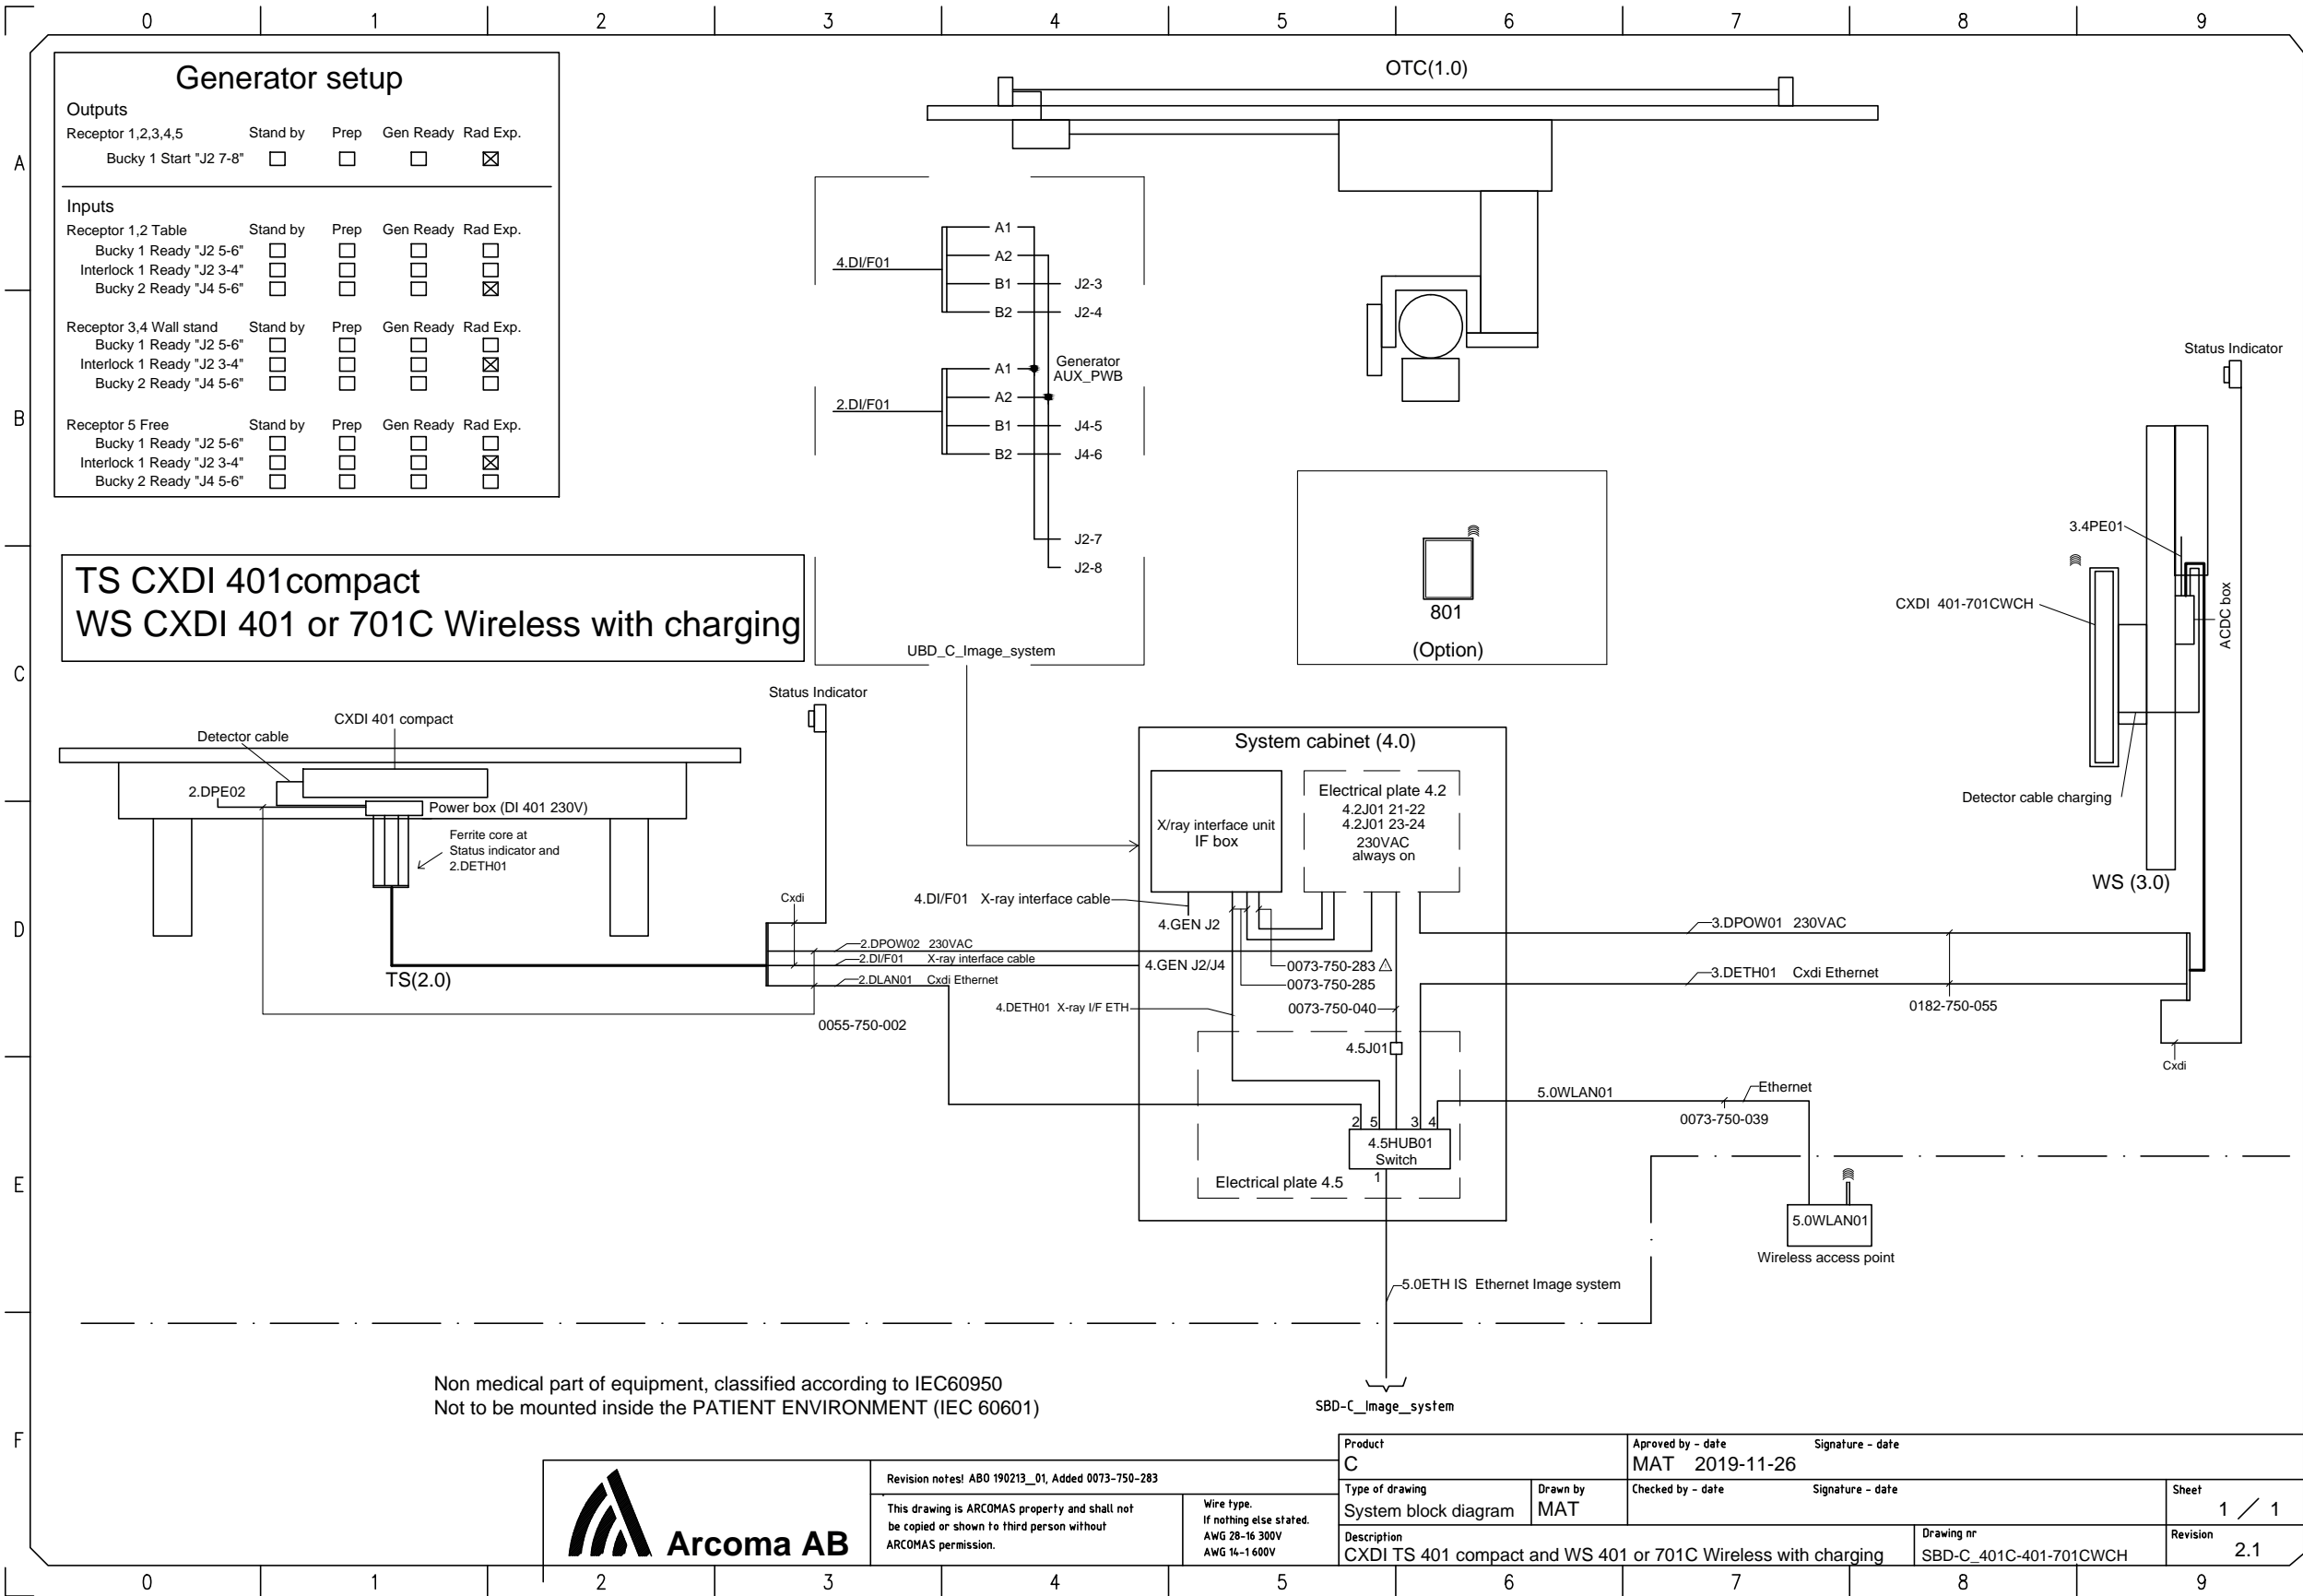 0 1 2 3 4 5 6 7 8 9
A
B
C
D
E
F
Generator setup
Outputs
Receptor 1,2,3,4,5 Stand by Prep Gen Ready Rad Exp.
Bucky 1 Start "J2 7-8"
Inputs
Receptor 1,2 Table Stand by Prep Gen Ready Rad Exp.
Bucky 1 Ready "J2 5-6"
Interlock 1 Ready "J2 3-4"
Bucky 2 Ready "J4 5-6"
Receptor 3,4 Wall stand Stand by Prep Gen Ready Rad Exp.
Bucky 1 Ready "J2 5-6"
Interlock 1 Ready "J2 3-4"
Bucky 2 Ready "J4 5-6"
Receptor 5 Free Stand by Prep Gen Ready Rad Exp.
Bucky 1 Ready "J2 5-6"
Interlock 1 Ready "J2 3-4"
Bucky 2 Ready "J4 5-6"
TS CXDI 401compact
WS CXDI 401 or 701C Wireless with charging
OTC(1.0)
4.DI/F01
A1
A2
B1 J2-3
B2 J2-4
Generator
AUX_PWB
2.DI/F01
A1
A2
B1 J4-5
B2 J4-6
J2-7
J2-8
UBD_C_Image_system
801
(Option)
Status Indicator
3.4PE01
CXDI 401-701CWCH
ACDC box
Detector cable charging
WS (3.0)
Status Indicator
CXDI 401 compact
Detector cable
2.DPE02
Power box (DI 401 230V)
Ferrite core at
Status indicator and
2.DETH01
TS(2.0)
Cxdi
2.DPOW02 230VAC
2.DI/F01 X-ray interface cable
2.DLAN01 Cxdi Ethernet
0055-750-002
System cabinet (4.0)
X/ray interface unit
IF box
Electrical plate 4.2
4.2J01 21-22
4.2J01 23-24
230VAC
always on
4.DI/F01 X-ray interface cable
4.GEN J2
4.GEN J2/J4
0073-750-283
0073-750-285
4.DETH01 X-ray I/F ETH
0073-750-040
4.5J01
2 5 3 4
4.5HUB01
Switch
1
Electrical plate 4.5
3.DPOW01 230VAC
3.DETH01 Cxdi Ethernet
0182-750-055
Cxdi
5.0WLAN01
Ethernet
0073-750-039
5.0WLAN01
Wireless access point
5.0ETH IS Ethernet Image system
SBD-C_Image_system
Non medical part of equipment, classified according to IEC60950
Not to be mounted inside the PATIENT ENVIRONMENT (IEC 60601)
Arcoma AB
Revision notes! ABO 190213_01, Added 0073-750-283
This drawing is ARCOMAS property and shall not
be copied or shown to third person without
ARCOMAS permission.
Wire type.
If nothing else stated.
AWG 28-16 300V
AWG 14-1 600V
Product
C
Aproved by - date Signature - date
MAT 2019-11-26
Type of drawing
System block diagram
Drawn by
MAT
Checked by - date Signature - date
Sheet
1 / 1
Description
CXDI TS 401 compact and WS 401 or 701C Wireless with charging
Drawing nr
SBD-C_401C-401-701CWCH
Revision
2.1
0 1 2 3 4 5 6 7 8 9